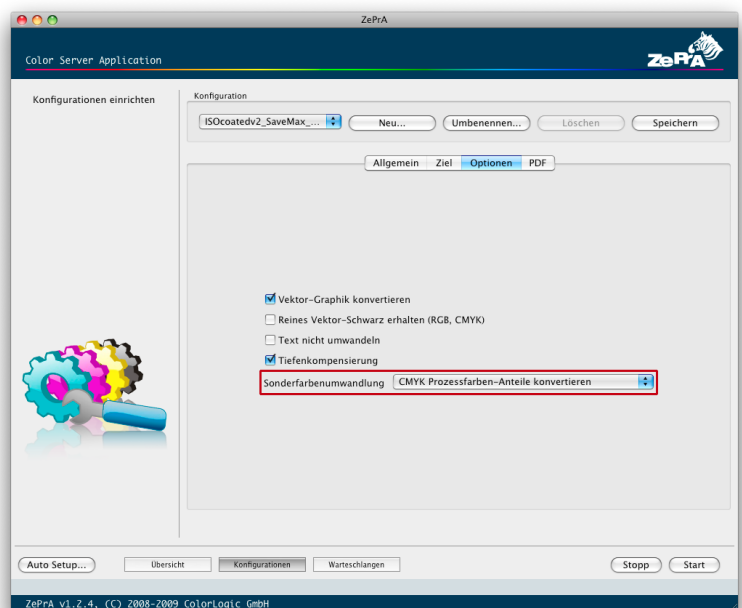 ZePrA
Color Server Application
ZePrA
Konfigurationen einrichten
Konfiguration
ISOcoatedv2_SaveMax_...
Neu...
Umbenennen...
Löschen
Speichern
Allgemein
Ziel
Optionen
PDF
Vektor-Graphik konvertieren
Reines Vektor-Schwarz erhalten (RGB, CMYK)
Text nicht umwandeln
Tiefenkompensierung
Sonderfarbenumwandlung
CMYK Prozessfarben-Anteile konvertieren
Auto Setup...
Übersicht
Konfigurationen
Warteschlangen
Stopp
Start
ZePrA v1.2.4, (C) 2008-2009 ColorLogic GmbH